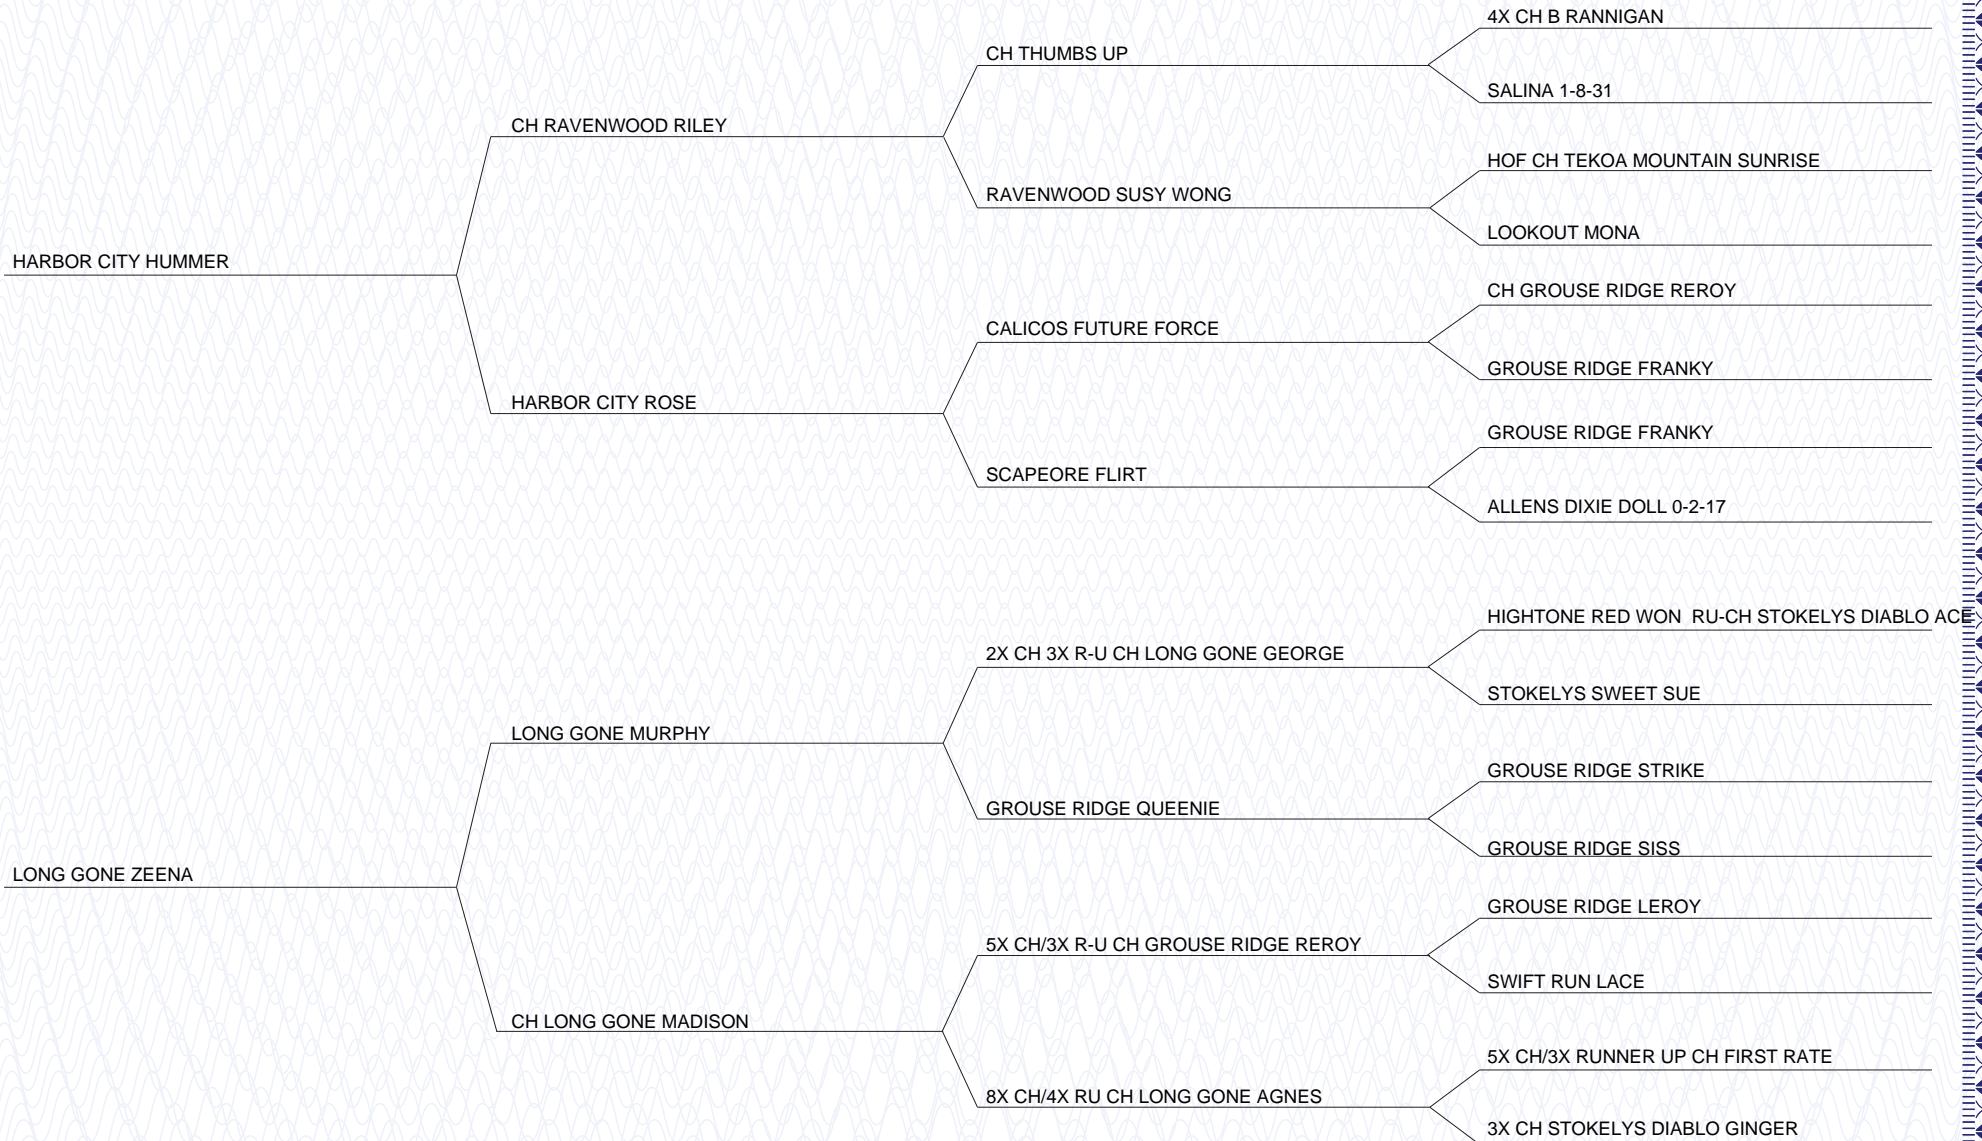 4X CH B RANNIGAN
CH THUMBS UP
SALINA 1-8-31
CH RAVENWOOD RILEY
HOF CH TEKOA MOUNTAIN SUNRISE
RAVENWOOD SUSY WONG
LOOKOUT MONA
HARBOR CITY HUMMER
CH GROUSE RIDGE REROY
CALICOS FUTURE FORCE
GROUSE RIDGE FRANKY
HARBOR CITY ROSE
GROUSE RIDGE FRANKY
SCAPEORE FLIRT
ALLENS DIXIE DOLL 0-2-17
HIGHTONE RED WON RU-CH STOKELYS DIABLO ACE
2X CH 3X R-U CH LONG GONE GEORGE
STOKELYS SWEET SUE
LONG GONE MURPHY
GROUSE RIDGE STRIKE
GROUSE RIDGE QUEENIE
GROUSE RIDGE SISS
LONG GONE ZEENA
GROUSE RIDGE LEROY
5X CH/3X R-U CH GROUSE RIDGE REROY
SWIFT RUN LACE
CH LONG GONE MADISON
5X CH/3X RUNNER UP CH FIRST RATE
8X CH/4X RU CH LONG GONE AGNES
3X CH STOKELYS DIABLO GINGER